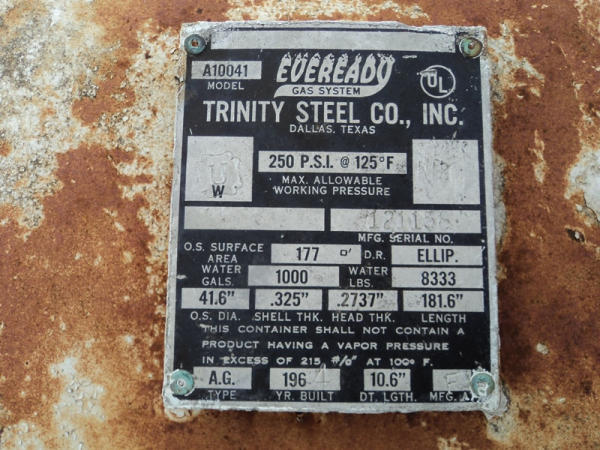 A10041
MODEL
EVEREADY
GAS SYSTEM
UL
TRINITY STEEL CO., INC.
DALLAS, TEXAS
W
250 P.S.I. @ 125°F
MAX. ALLOWABLE
WORKING PRESSURE
MFG. SERIAL NO.
O.S. SURFACE AREA 177 □' D.R. ELLIP.
WATER GALS. 1000 WATER LBS. 8333
41.6" .325" .2737" 181.6"
O.S. DIA. SHELL THK. HEAD THK. LENGTH
THIS CONTAINER SHALL NOT CONTAIN A
PRODUCT HAVING A VAPOR PRESSURE
IN EXCESS OF 215 #/□" AT 100° F.
A.G. 1964 10.6"
TYPE YR. BUILT DT. LGTH. MFG.